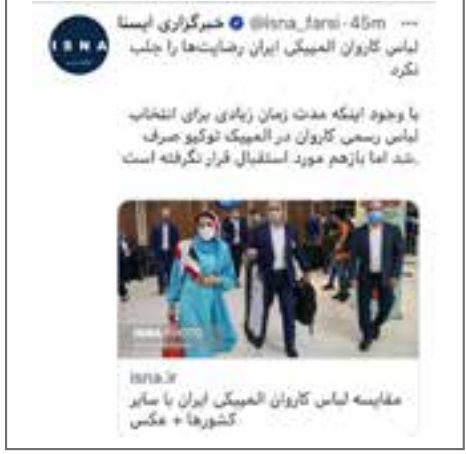 خبرگزاری ایسنا @isna_farsi · 45m
ISNA
لباس کاروان المپیکی ایران رضایت‌ها را جلب
نکرد
با وجود اینکه مدت زمان زیادی برای انتخاب
لباس رسمی کاروان در المپیک توکیو صرف
.شد اما بازهم مورد استقبال قرار نگرفته است
ISNA PHOTO
isna.ir
مقایسه لباس کاروان المپیکی ایران با سایر
کشورها + عکس